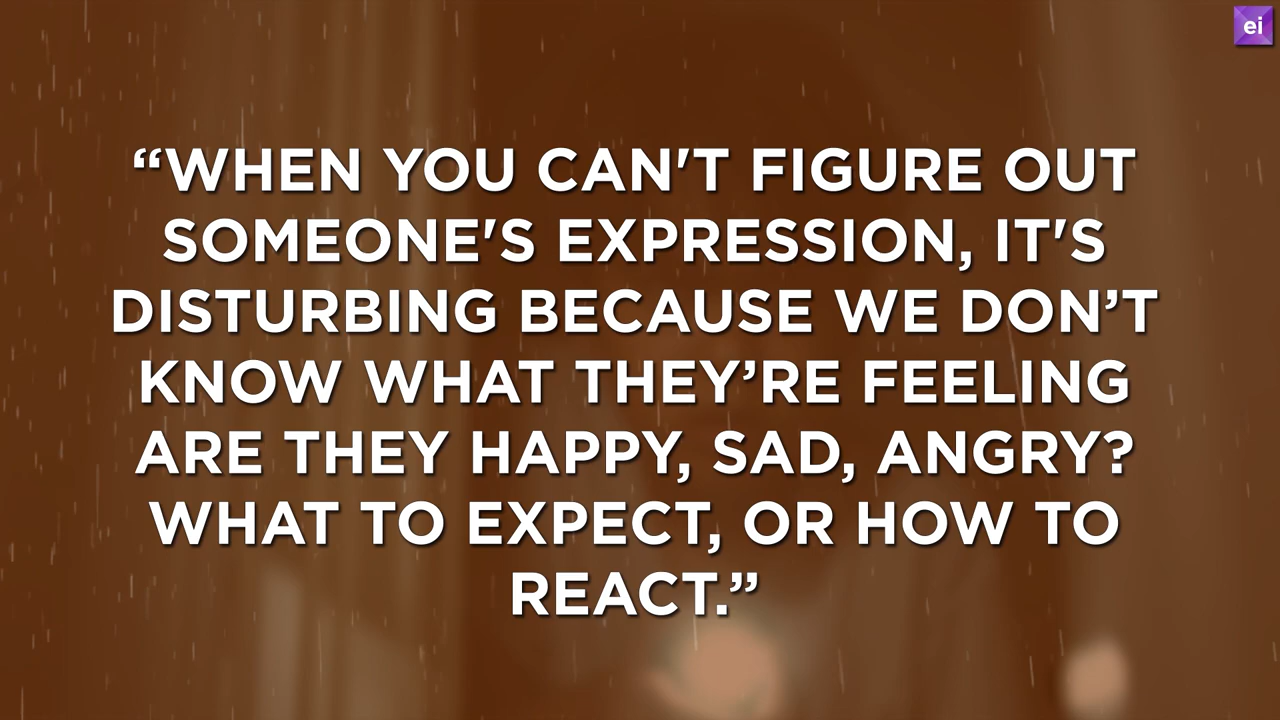 ei
“WHEN YOU CAN'T FIGURE OUT
SOMEONE'S EXPRESSION, IT'S
DISTURBING BECAUSE WE DON’T
KNOW WHAT THEY’RE FEELING
ARE THEY HAPPY, SAD, ANGRY?
WHAT TO EXPECT, OR HOW TO
REACT.”